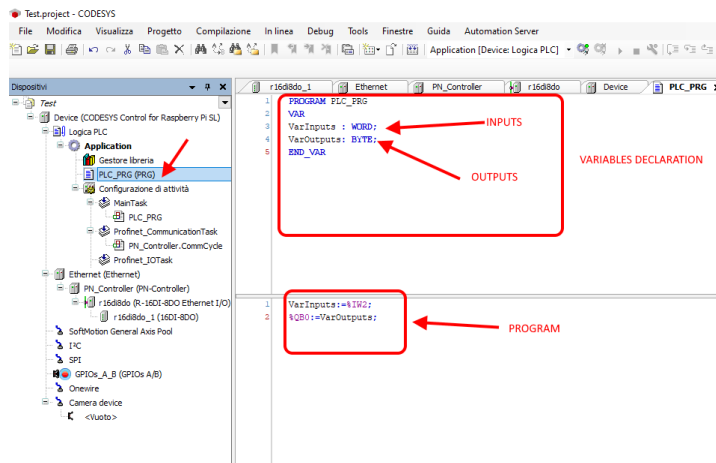 Test.project - CODESYS
File Modifica Visualizza Progetto Compilazione In linea Debug Tools Finestre Guida Automation Server
Application [Device: Logica PLC]
Dispositivi
r16di8do_1 Ethernet PN_Controller r16di8do Device PLC_PRG
Test
Device (CODESYS Control for Raspberry Pi SL)
Logica PLC
Application
Gestore libreria
PLC_PRG (PRG)
Configurazione di attività
MainTask
PLC_PRG
Profinet_CommunicationTask
PN_Controller.CommCycle
Profinet_IOTask
Ethernet (Ethernet)
PN_Controller (PN-Controller)
r16di8do (R-16DI-8DO Ethernet I/O)
r16di8do_1 (16DI-8DO)
SoftMotion General Axis Pool
I²C
SPI
GPIOs_A_B (GPIOs A/B)
Onewire
Camera device
<Vuoto>
1 PROGRAM PLC_PRG
2 VAR
3 VarInputs : WORD;
4 VarOutputs: BYTE;
5 END_VAR
INPUTS
OUTPUTS
VARIABLES DECLARATION
1 VarInputs:=%IW2;
2 %QB0:=VarOutputs;
PROGRAM